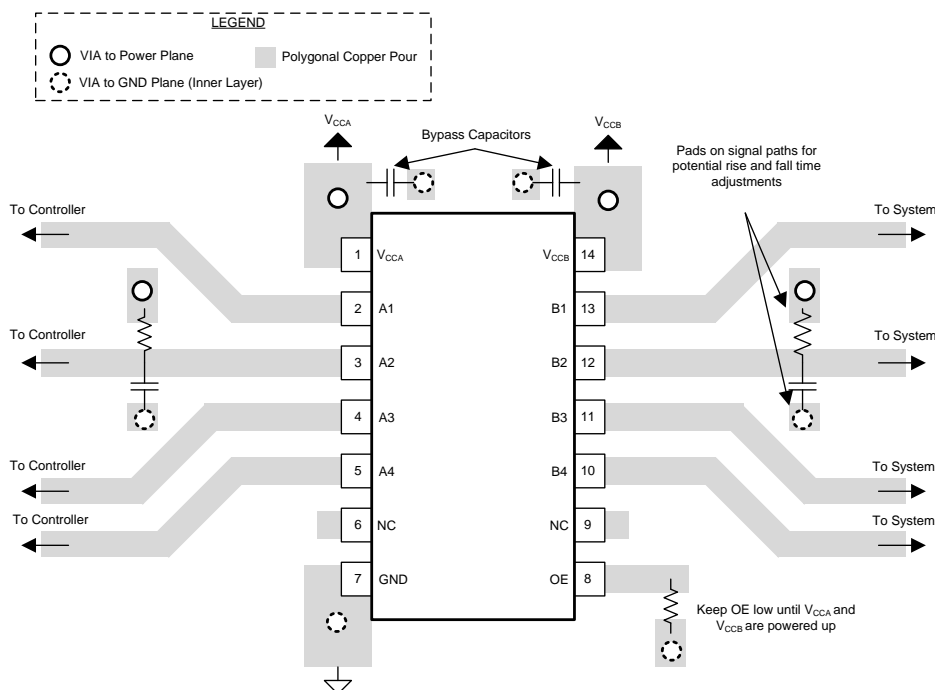 LEGEND
VIA to Power Plane
Polygonal Copper Pour
VIA to GND Plane (Inner Layer)
VCCA
Bypass Capacitors
VCCB
Pads on signal paths for
potential rise and fall time
adjustments
To Controller
To System
1 VCCA VCCB 14
2 A1 B1 13
To Controller
To System
3 A2 B2 12
4 A3 B3 11
To Controller
To System
5 A4 B4 10
To Controller
To System
6 NC NC 9
7 GND OE 8
Keep OE low until VCCA and
VCCB are powered up